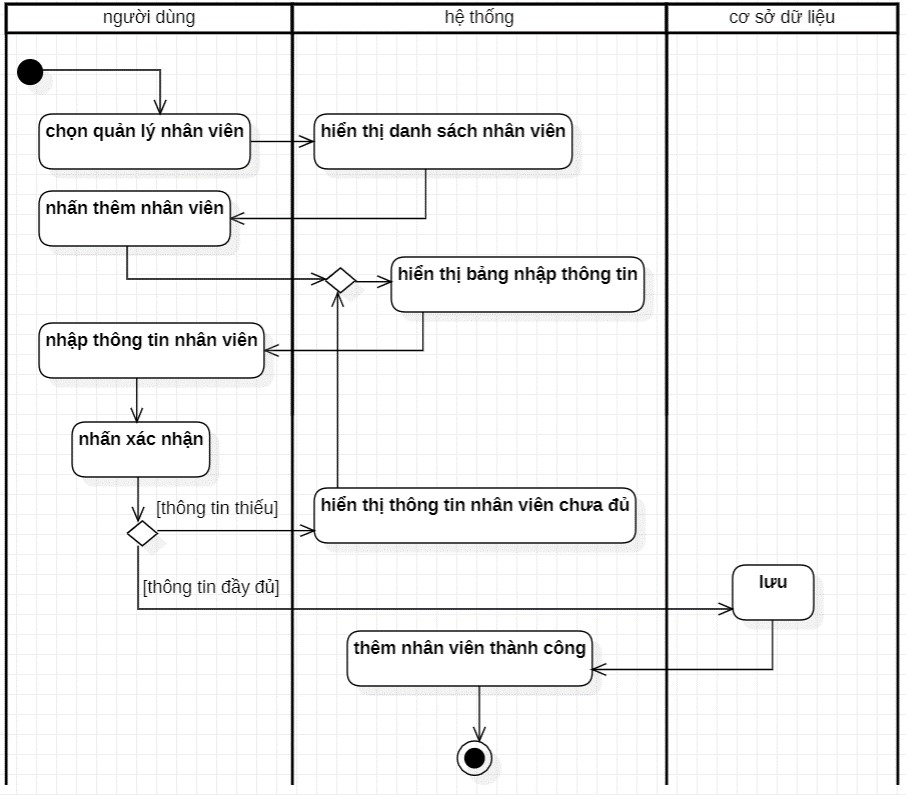 người dùng
hệ thống
cơ sở dữ liệu
chọn quản lý nhân viên
hiển thị danh sách nhân viên
nhấn thêm nhân viên
hiển thị bảng nhập thông tin
nhập thông tin nhân viên
nhấn xác nhận
[thông tin thiếu]
hiển thị thông tin nhân viên chưa đủ
[thông tin đầy đủ]
lưu
thêm nhân viên thành công